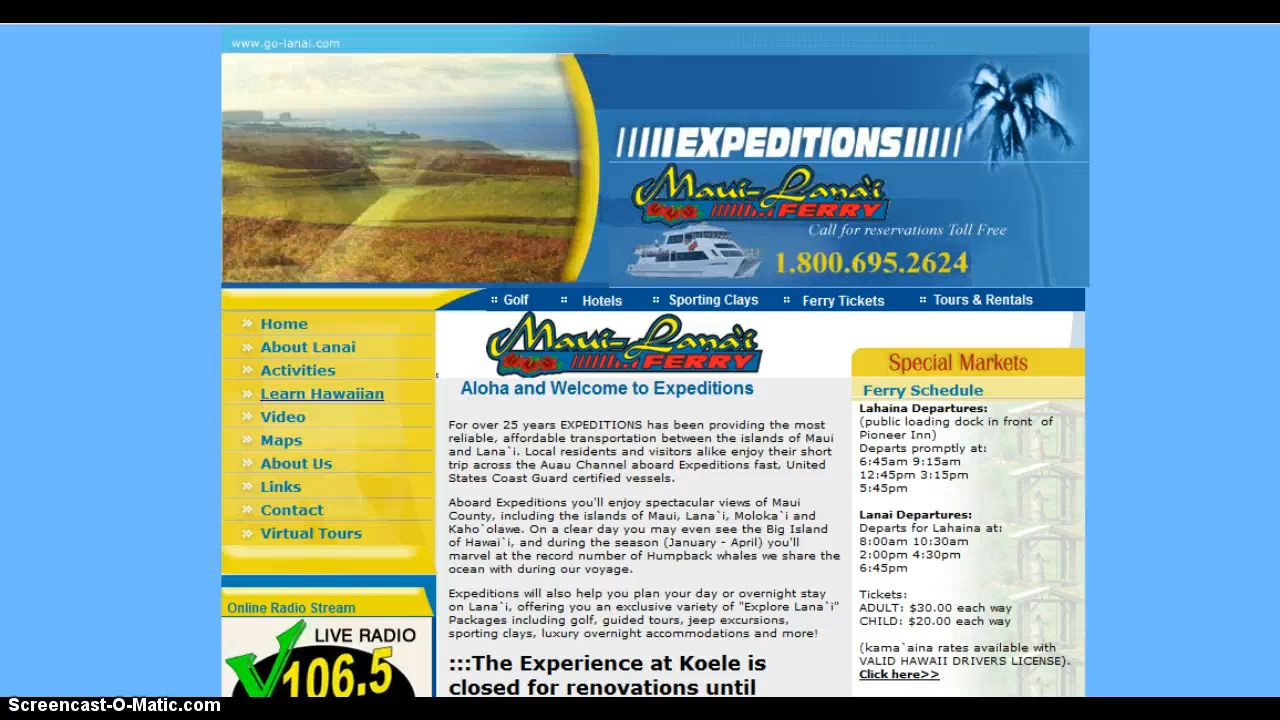 www.go-lanai.com
EXPEDITIONS
Maui-Lana`i
FERRY
Call for reservations Toll Free
1.800.695.2624
Golf
Hotels
Sporting Clays
Ferry Tickets
Tours & Rentals
Home
About Lanai
Activities
Learn Hawaiian
Video
Maps
About Us
Links
Contact
Virtual Tours
Online Radio Stream
LIVE RADIO
V106.5
Maui-Lana`i
FERRY
Aloha and Welcome to Expeditions
For over 25 years EXPEDITIONS has been providing the most
reliable, affordable transportation between the islands of Maui
and Lana`i. Local residents and visitors alike enjoy their short
trip across the Auau Channel aboard Expeditions fast, United
States Coast Guard certified vessels.
Aboard Expeditions you'll enjoy spectacular views of Maui
County, including the islands of Maui, Lana`i, Moloka`i and
Kaho`olawe. On a clear day you may even see the Big Island
of Hawai`i, and during the season (January - April) you'll
marvel at the record number of Humpback whales we share the
ocean with during our voyage.
Expeditions will also help you plan your day or overnight stay
on Lana`i, offering you an exclusive variety of "Explore Lana`i"
Packages including golf, guided tours, jeep excursions,
sporting clays, luxury overnight accommodations and more!
:::The Experience at Koele is
closed for renovations until
Special Markets
Ferry Schedule
Lahaina Departures:
(public loading dock in front of
Pioneer Inn)
Departs promptly at:
6:45am 9:15am
12:45pm 3:15pm
5:45pm
Lanai Departures:
Departs for Lahaina at:
8:00am 10:30am
2:00pm 4:30pm
6:45pm
Tickets:
ADULT: $30.00 each way
CHILD: $20.00 each way
(kama`aina rates available with
VALID HAWAII DRIVERS LICENSE).
Click here>>
Screencast-O-Matic.com